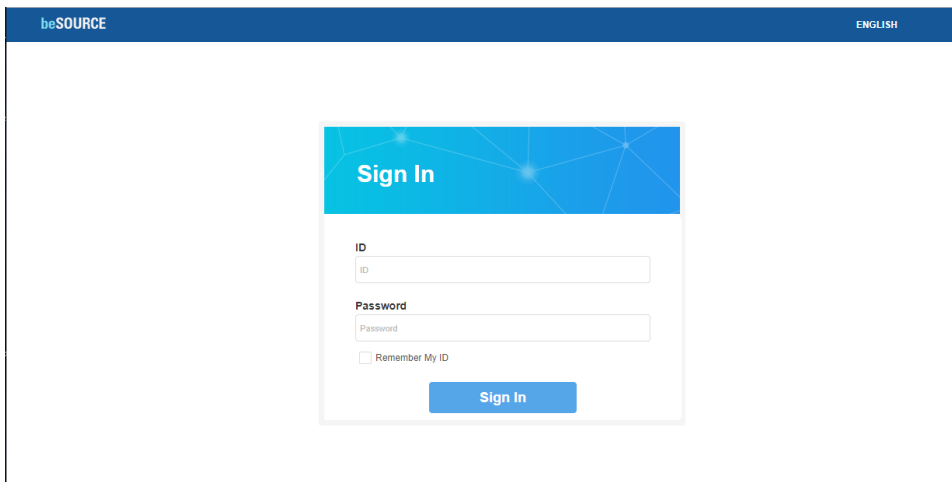 beSOURCE
ENGLISH
Sign In
ID
ID
Password
Password
Remember My ID
Sign In